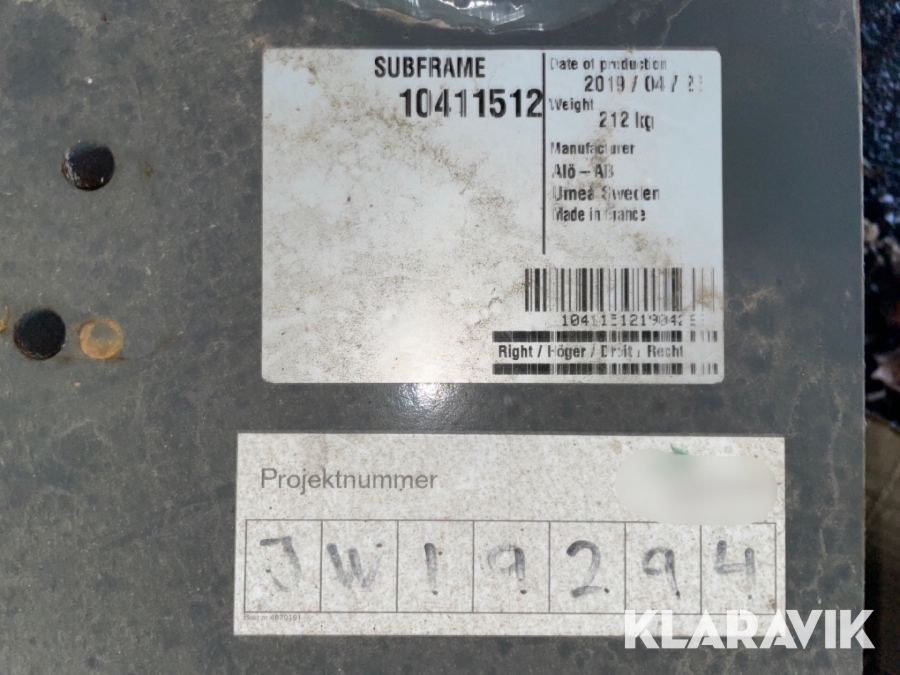 SUBFRAME
10411512
Date of production
2019 / 04 /
Weight
212 kg
Manufacturer
Alö - AB
Umeå Sweden
Made in France
Right / Höger / Droit / Recht
Projektnummer
J W 1 9 2 9 4
KLARAVIK